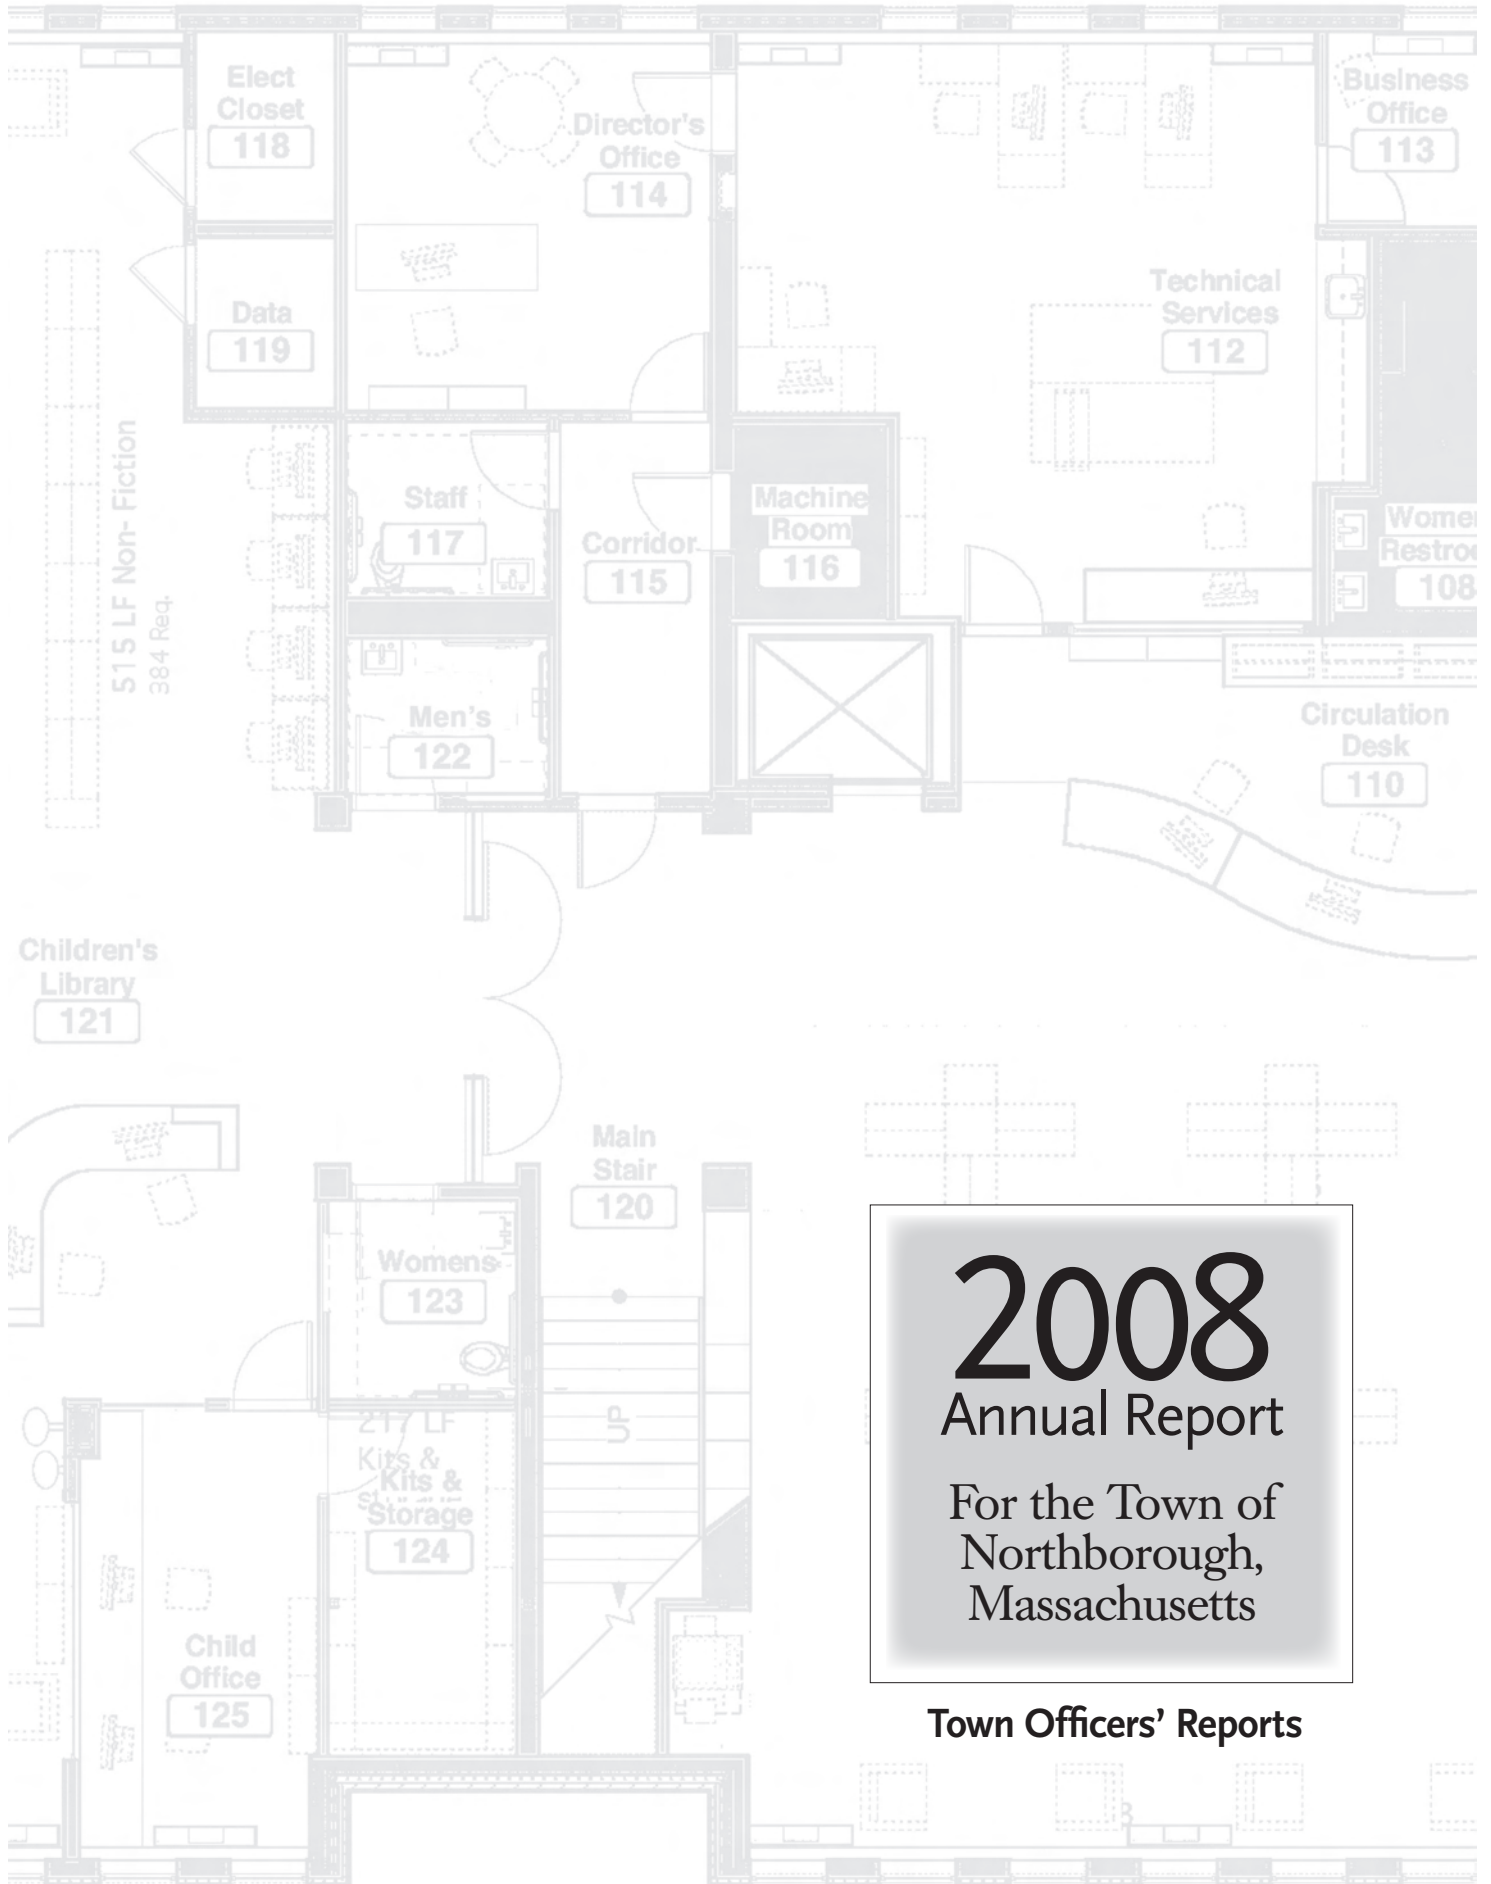 Elect
Closet
118
Director's
Office
114
Business
Office
113
Data
119
Technical
Services
112
515 LF Non- Fiction
384 Req.
Staff
117
Corridor
115
Machine
Room
116
108
Men's
122
Circulation
Desk
110
Children's
Library
121
Main
Stair
120
Womens
123
UP
217 LF
Kits &
Kits &
Storage
124
Child
Office
125
2008
Annual Report
For the Town of
Northborough,
Massachusetts
Town Officers' Reports